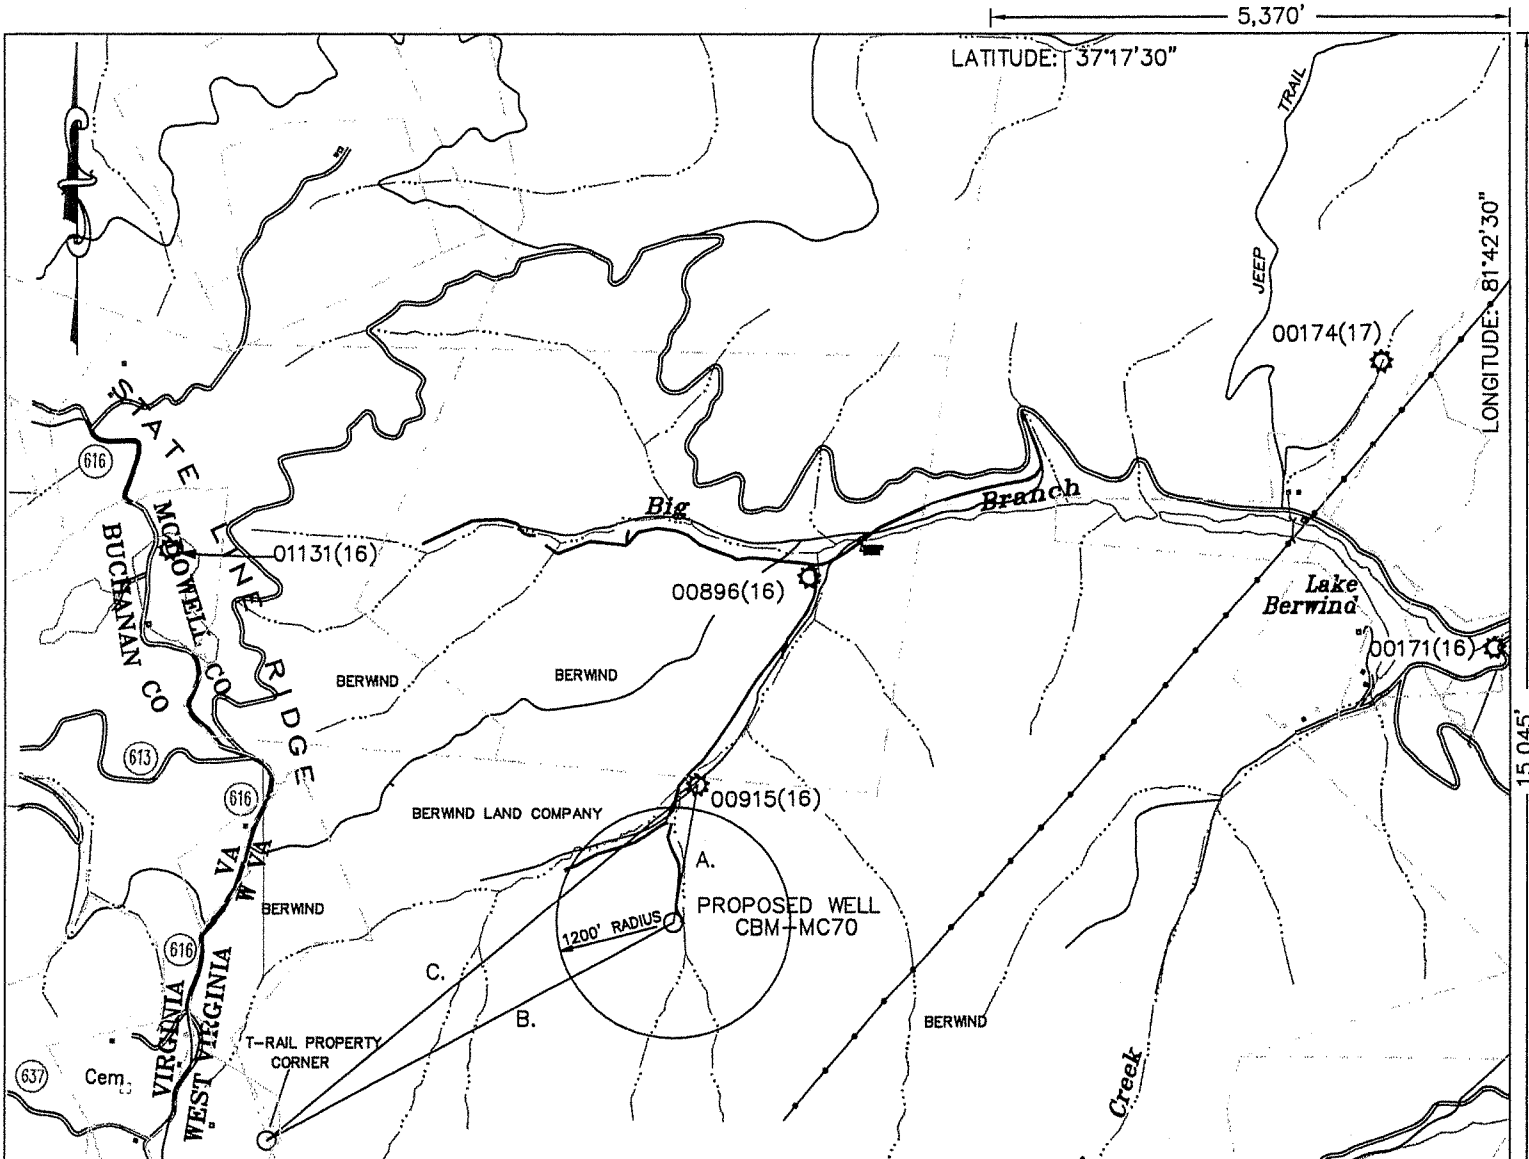 5,370'
LATITUDE: 37°17'30"
JEEP TRAIL
LONGITUDE: 81°42'30"
00174(17)
STATE LINE RIDGE
616
Big Branch
MCDOWELL CO
BUCHANAN CO
01131(16)
00896(16)
Lake
Berwind
00171(16)
BERWIND
BERWIND
15,045'
613
616
00915(16)
BERWIND LAND COMPANY
VA
W VA
A.
BERWIND
PROPOSED WELL
CBM-MC70
1200' RADIUS
616
C.
B.
BERWIND
VIRGINIA
WEST VIRGINIA
T-RAIL PROPERTY
CORNER
637
Cem
Creek